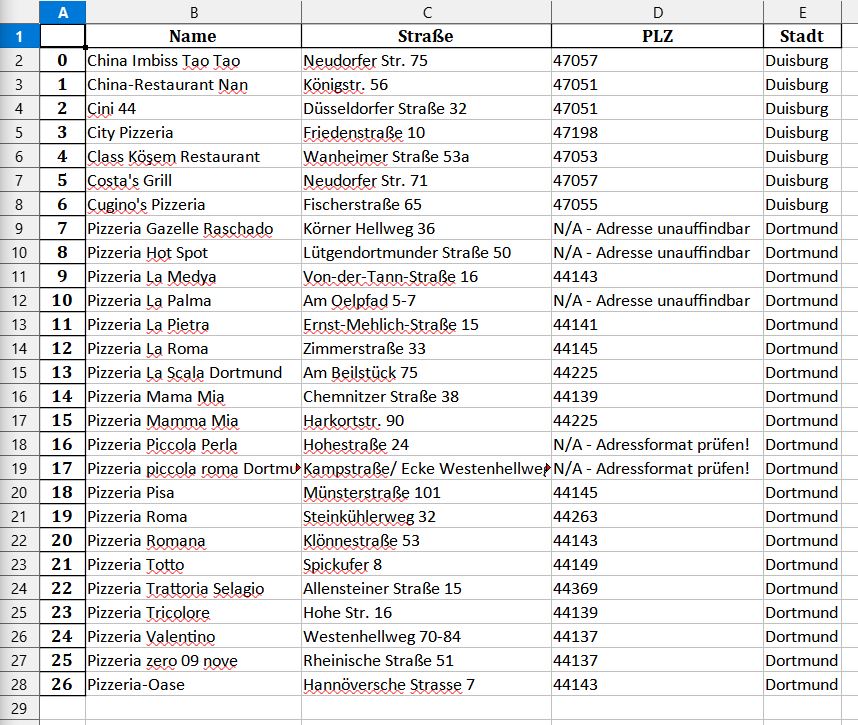 A B C D E
1 Name Straße PLZ Stadt
2 0 China Imbiss Tao Tao Neudorfer Str. 75 47057 Duisburg
3 1 China-Restaurant Nan Königstr. 56 47051 Duisburg
4 2 Çini 44 Düsseldorfer Straße 32 47051 Duisburg
5 3 City Pizzeria Friedenstraße 10 47198 Duisburg
6 4 Class Köşem Restaurant Wanheimer Straße 53a 47053 Duisburg
7 5 Costa's Grill Neudorfer Str. 71 47057 Duisburg
8 6 Cugino's Pizzeria Fischerstraße 65 47055 Duisburg
9 7 Pizzeria Gazelle Raschado Körner Hellweg 36 N/A - Adresse unauffindbar Dortmund
10 8 Pizzeria Hot Spot Lütgendortmunder Straße 50 N/A - Adresse unauffindbar Dortmund
11 9 Pizzeria La Medya Von-der-Tann-Straße 16 44143 Dortmund
12 10 Pizzeria La Palma Am Oelpfad 5-7 N/A - Adresse unauffindbar Dortmund
13 11 Pizzeria La Pietra Ernst-Mehlich-Straße 15 44141 Dortmund
14 12 Pizzeria La Roma Zimmerstraße 33 44145 Dortmund
15 13 Pizzeria La Scala Dortmund Am Beilstück 75 44225 Dortmund
16 14 Pizzeria Mama Mia Chemnitzer Straße 38 44139 Dortmund
17 15 Pizzeria Mamma Mia Harkortstr. 90 44225 Dortmund
18 16 Pizzeria Piccola Perla Hohestraße 24 N/A - Adressformat prüfen! Dortmund
19 17 Pizzeria piccola roma Dortmu Kampstraße/ Ecke Westenhellweg N/A - Adressformat prüfen! Dortmund
20 18 Pizzeria Pisa Münsterstraße 101 44145 Dortmund
21 19 Pizzeria Roma Steinkühlerweg 32 44263 Dortmund
22 20 Pizzeria Romana Klönnestraße 53 44143 Dortmund
23 21 Pizzeria Totto Spickufer 8 44149 Dortmund
24 22 Pizzeria Trattoria Selagio Allensteiner Straße 15 44369 Dortmund
25 23 Pizzeria Tricolore Hohe Str. 16 44139 Dortmund
26 24 Pizzeria Valentino Westenhellweg 70-84 44137 Dortmund
27 25 Pizzeria zero 09 nove Rheinische Straße 51 44137 Dortmund
28 26 Pizzeria-Oase Hannöversche Strasse 7 44143 Dortmund
29